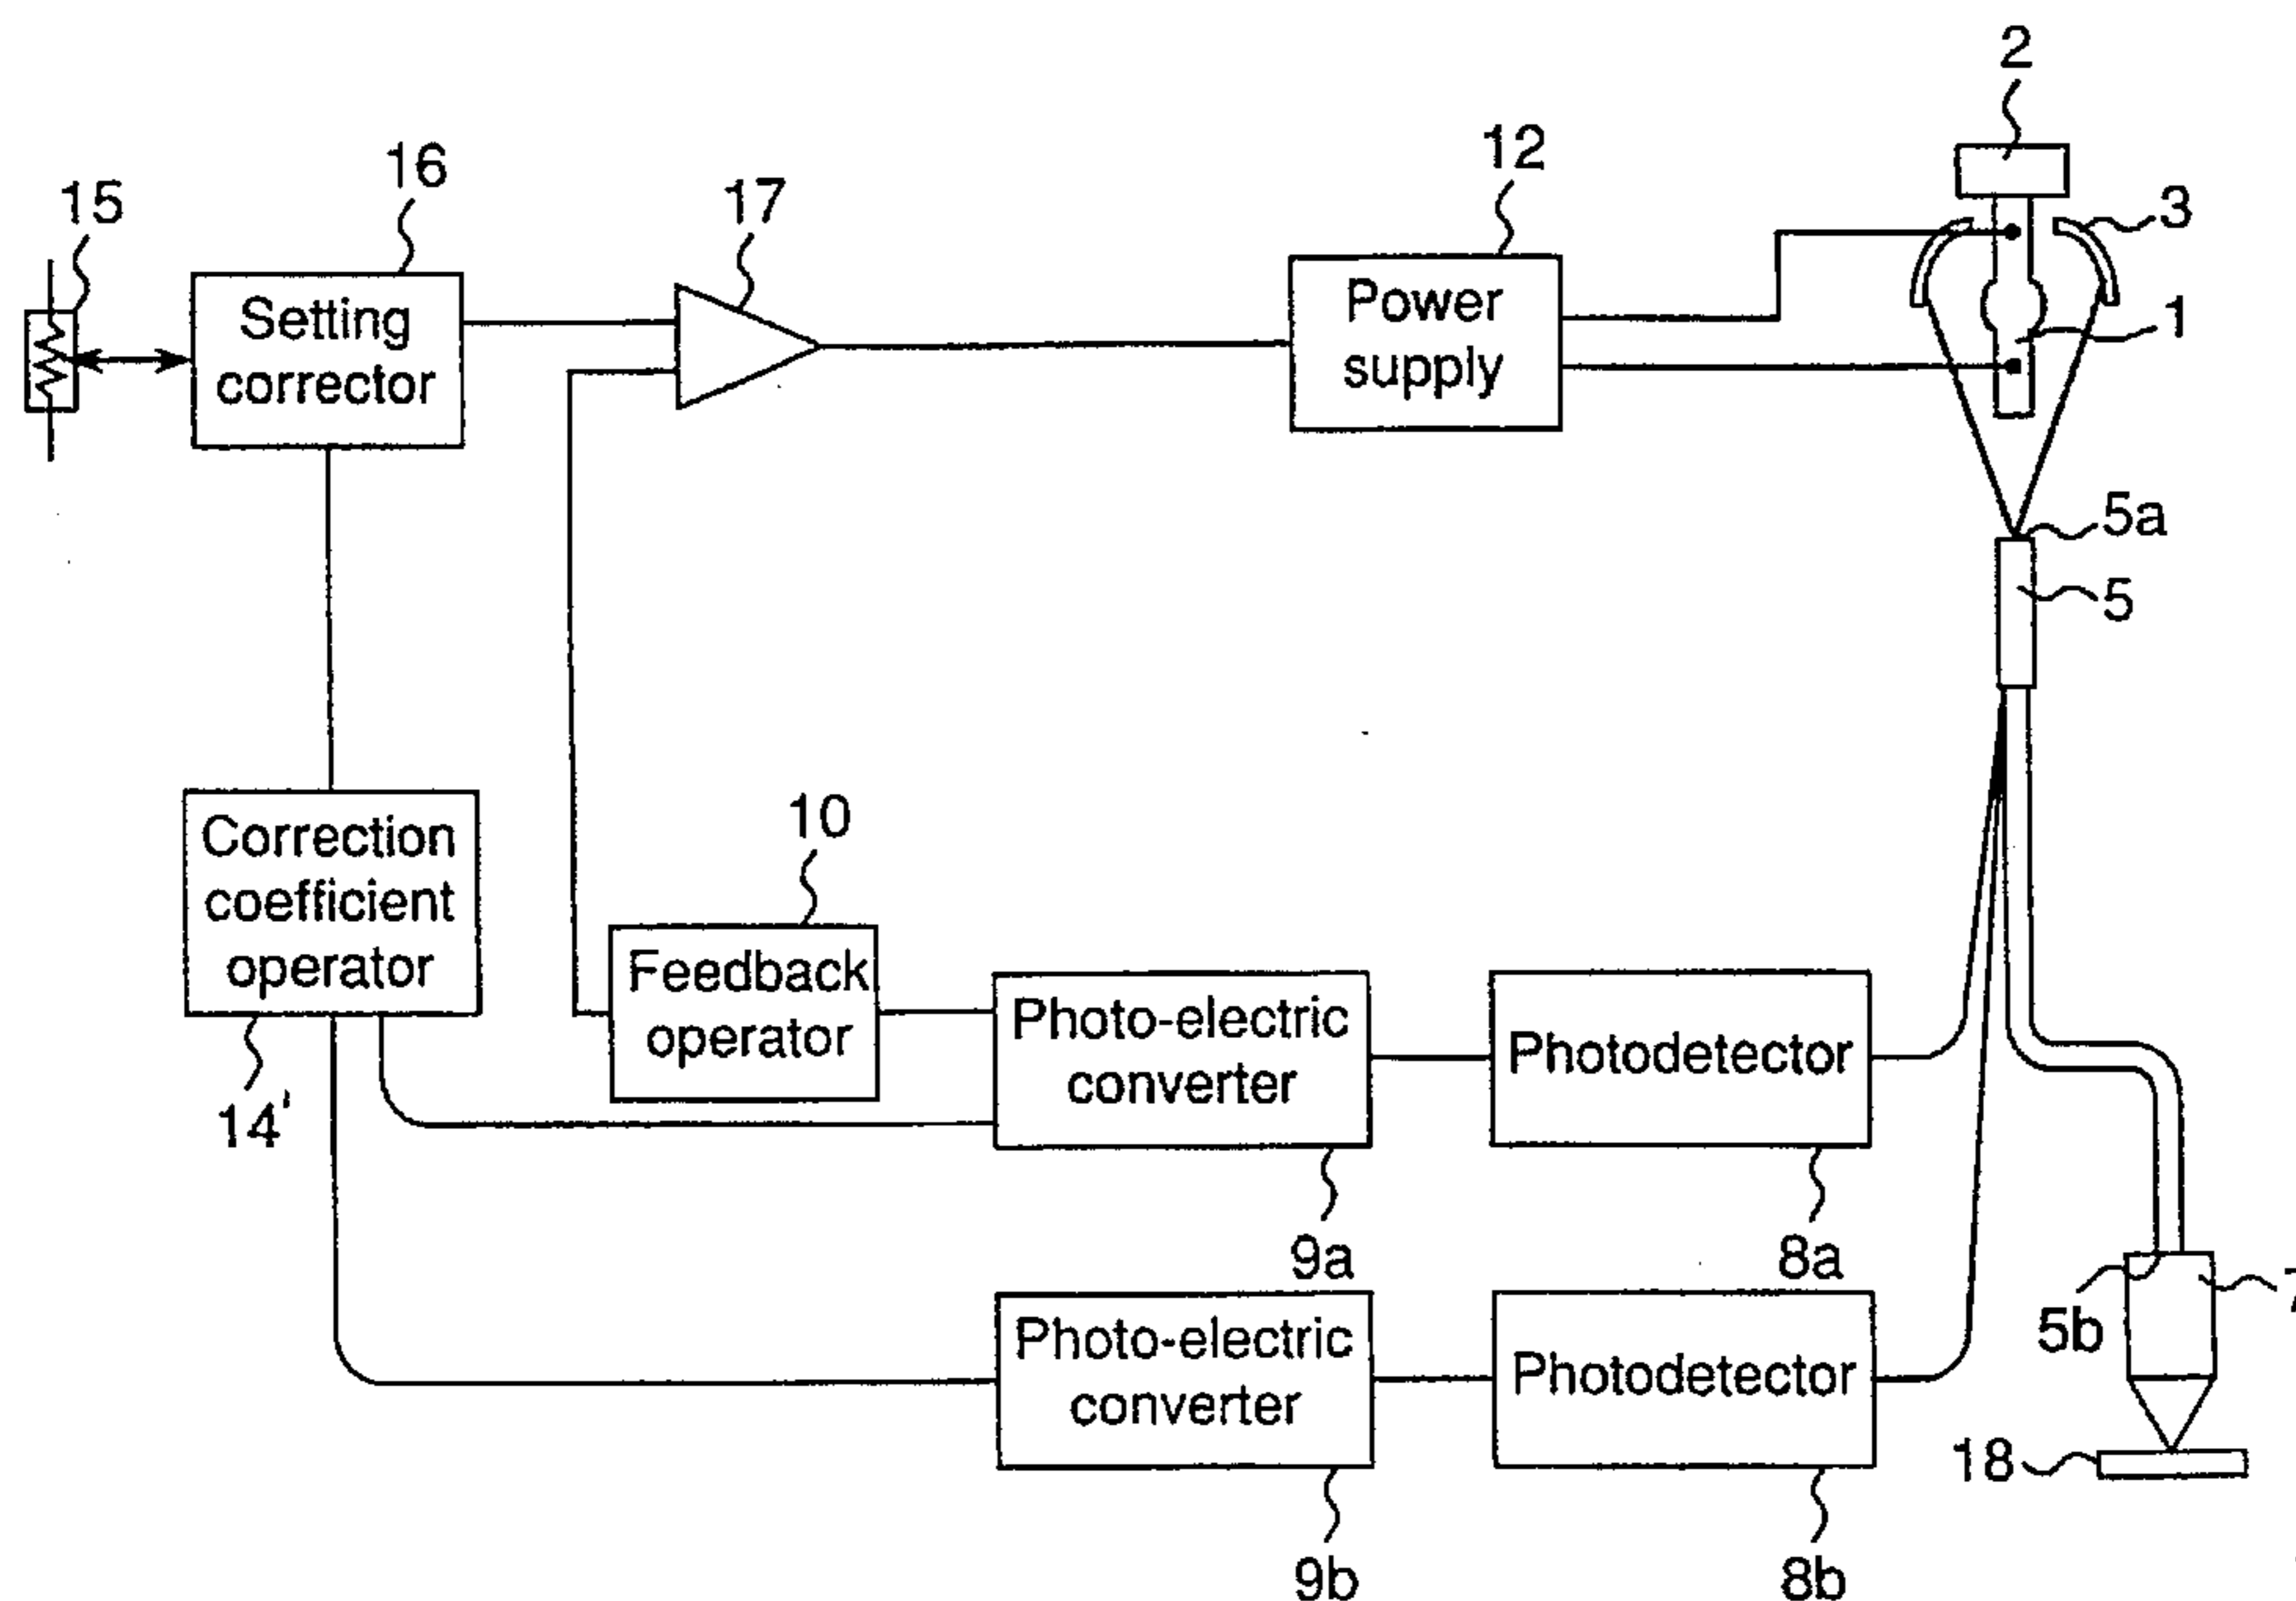 2
12
16
17
15
3
Setting
corrector
Power
supply
1
5a
5
10
Correction
coefficient
operator
Feedback
operator
Photo-electric
converter
Photodetector
14'
9a
8a
5b
7
Photo-electric
converter
Photodetector
18
9b
8b